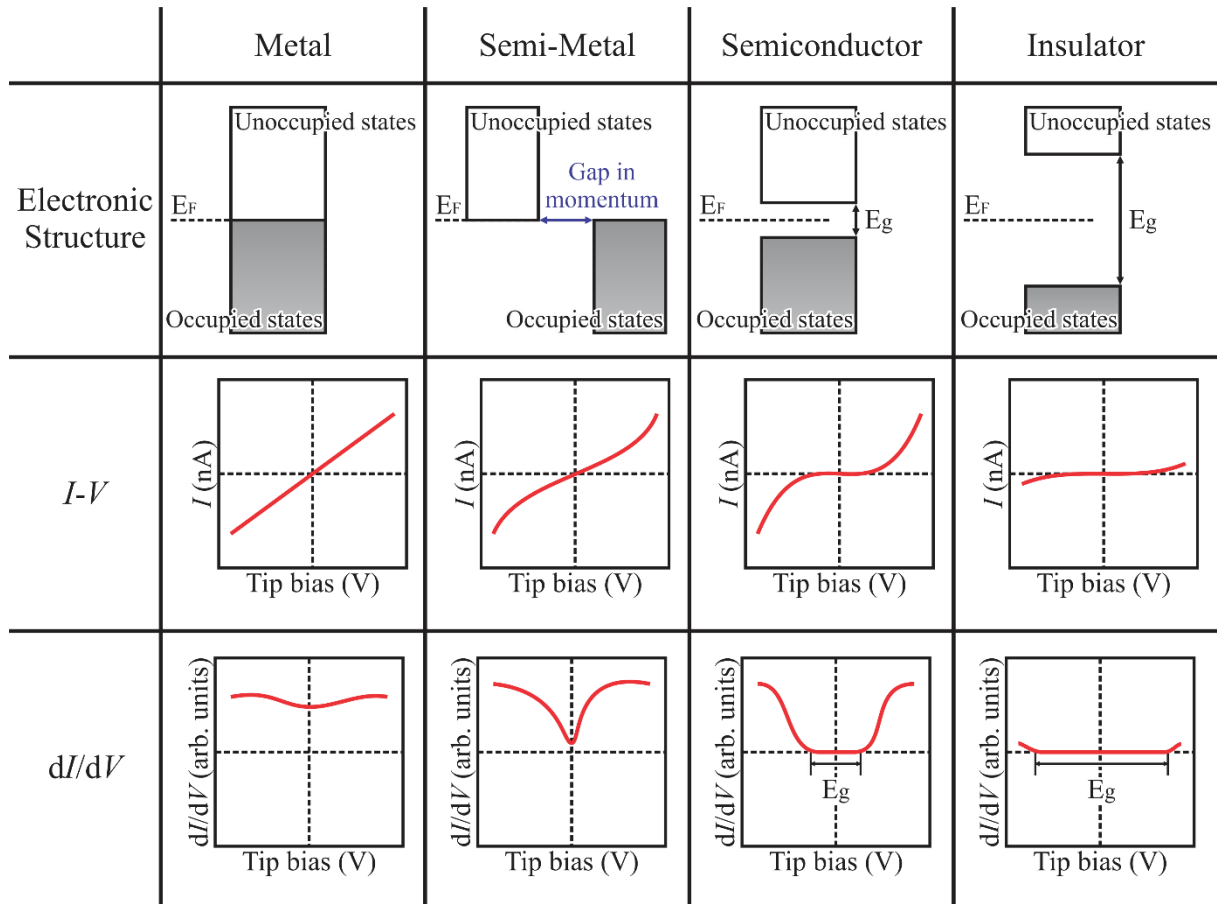 Metal
Semi-Metal
Semiconductor
Insulator
Electronic
Structure
Unoccupied states
EF
Occupied states
Unoccupied states
Gap in
momentum
EF
Occupied states
Unoccupied states
EF
Eg
Occupied states
Unoccupied states
EF
Eg
Occupied states
I-V
I (nA)
Tip bias (V)
I (nA)
Tip bias (V)
I (nA)
Tip bias (V)
I (nA)
Tip bias (V)
dI/dV
dI/dV (arb. units)
Tip bias (V)
dI/dV (arb. units)
Tip bias (V)
dI/dV (arb. units)
Eg
Tip bias (V)
dI/dV (arb. units)
Eg
Tip bias (V)